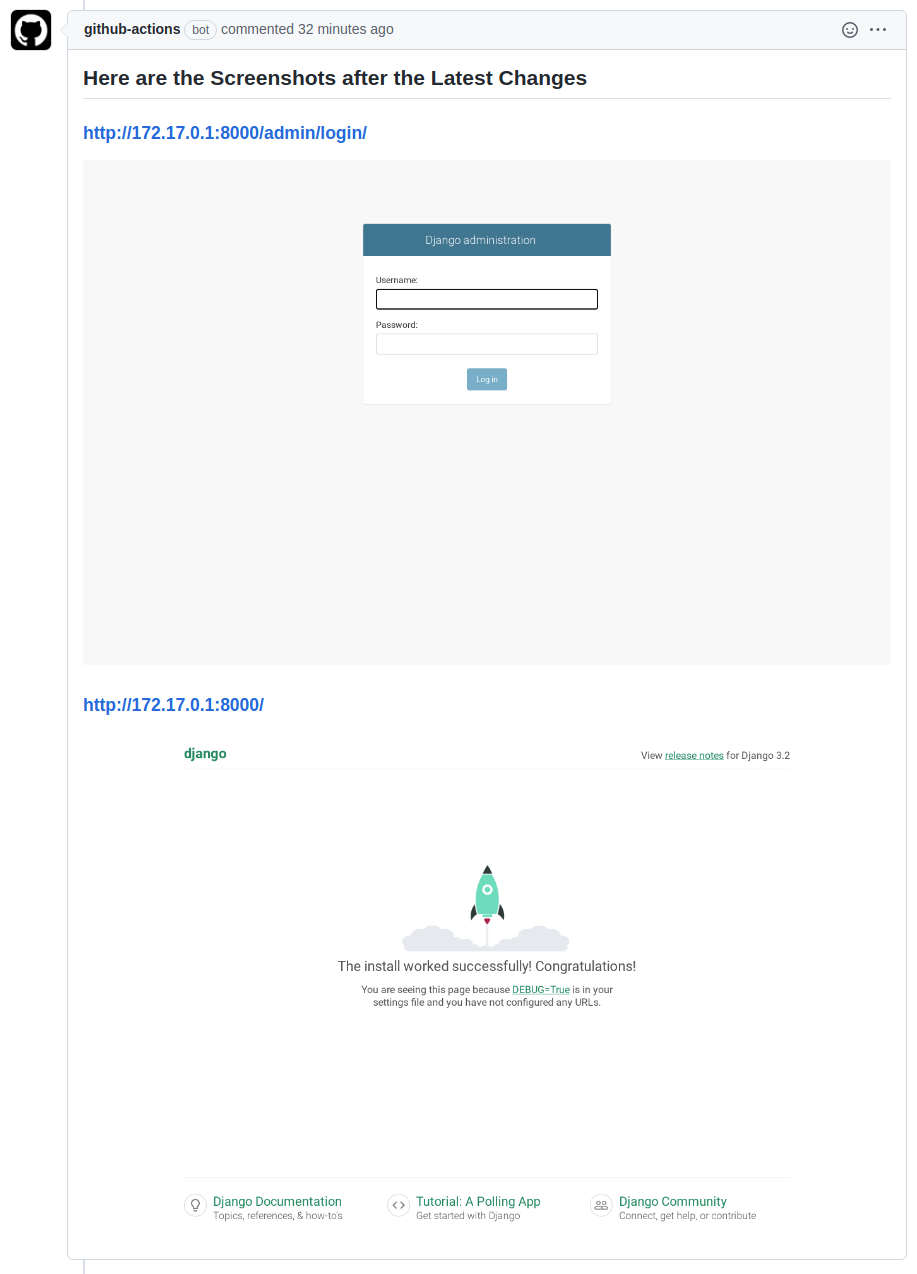 github-actions bot commented 32 minutes ago
Here are the Screenshots after the Latest Changes
http://172.17.0.1:8000/admin/login/
Django administration
Username:
Password:
Log in
http://172.17.0.1:8000/
django
View release notes for Django 3.2
The install worked successfully! Congratulations!
You are seeing this page because DEBUG=True is in your
settings file and you have not configured any URLs.
Django Documentation
Topics, references, & how-to's
Tutorial: A Polling App
Get started with Django
Django Community
Connect, get help, or contribute